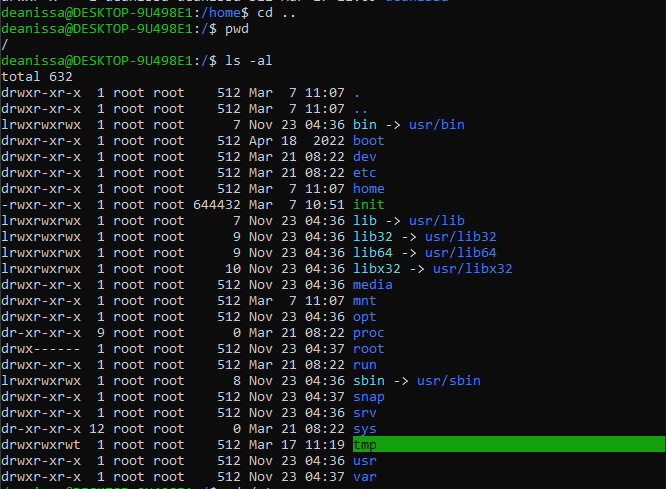 deanissa@DESKTOP-9U498E1:/home$ cd ..
deanissa@DESKTOP-9U498E1:/$ pwd
/
deanissa@DESKTOP-9U498E1:/$ ls -al
total 632
drwxr-xr-x  1 root root    512 Mar  7 11:07 .
drwxr-xr-x  1 root root    512 Mar  7 11:07 ..
lrwxrwxrwx  1 root root      7 Nov 23 04:36 bin -> usr/bin
drwxr-xr-x  1 root root    512 Apr 18  2022 boot
drwxr-xr-x  1 root root    512 Mar 21 08:22 dev
drwxr-xr-x  1 root root    512 Mar 21 08:22 etc
drwxr-xr-x  1 root root    512 Mar  7 11:07 home
-rwxr-xr-x  1 root root 644432 Mar  7 10:51 init
lrwxrwxrwx  1 root root      7 Nov 23 04:36 lib -> usr/lib
lrwxrwxrwx  1 root root      9 Nov 23 04:36 lib32 -> usr/lib32
lrwxrwxrwx  1 root root      9 Nov 23 04:36 lib64 -> usr/lib64
lrwxrwxrwx  1 root root     10 Nov 23 04:36 libx32 -> usr/libx32
drwxr-xr-x  1 root root    512 Nov 23 04:36 media
drwxr-xr-x  1 root root    512 Mar  7 11:07 mnt
drwxr-xr-x  1 root root    512 Nov 23 04:36 opt
dr-xr-xr-x  9 root root      0 Mar 21 08:22 proc
drwx------  1 root root    512 Nov 23 04:37 root
drwxr-xr-x  1 root root    512 Mar 21 08:22 run
lrwxrwxrwx  1 root root      8 Nov 23 04:36 sbin -> usr/sbin
drwxr-xr-x  1 root root    512 Nov 23 04:37 snap
drwxr-xr-x  1 root root    512 Nov 23 04:36 srv
dr-xr-xr-x 12 root root      0 Mar 21 08:22 sys
drwxrwxrwt  1 root root    512 Mar 17 11:19 tmp
drwxr-xr-x  1 root root    512 Nov 23 04:36 usr
drwxr-xr-x  1 root root    512 Nov 23 04:37 var